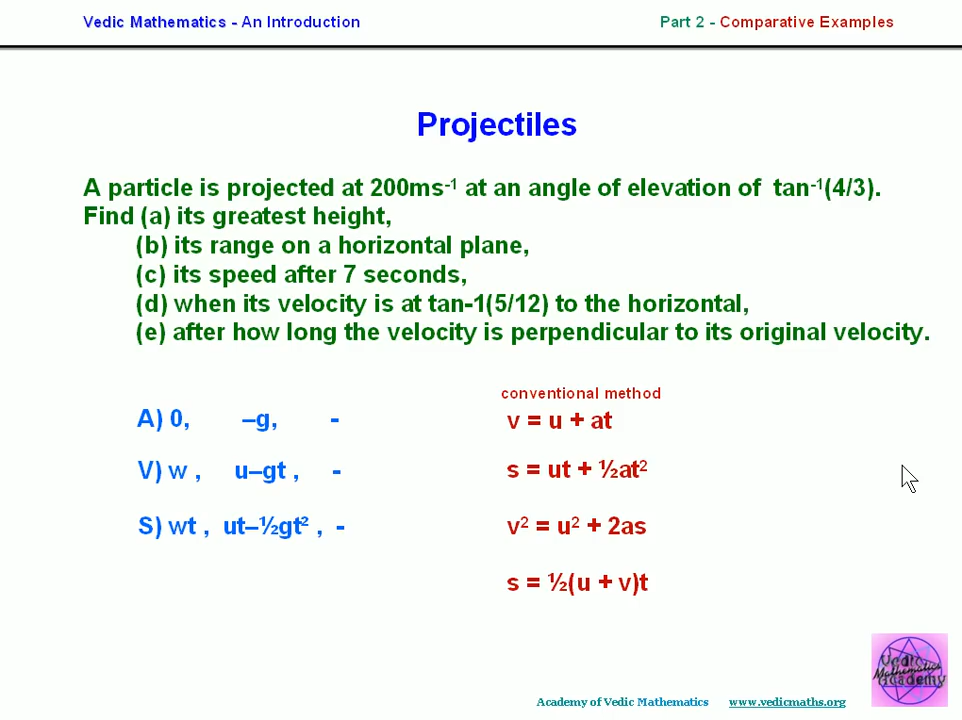 Vedic Mathematics - An Introduction
Part 2 - Comparative Examples
Projectiles
A particle is projected at 200ms⁻¹ at an angle of elevation of tan⁻¹(4/3).
Find (a) its greatest height,
(b) its range on a horizontal plane,
(c) its speed after 7 seconds,
(d) when its velocity is at tan-1(5/12) to the horizontal,
(e) after how long the velocity is perpendicular to its original velocity.
A) 0, –g, -
V) w , u–gt , -
S) wt , ut–½gt² , -
conventional method
v = u + at
s = ut + ½at²
v² = u² + 2as
s = ½(u + v)t
Vedic
Mathematics
Academy
Academy of Vedic Mathematics www.vedicmaths.org